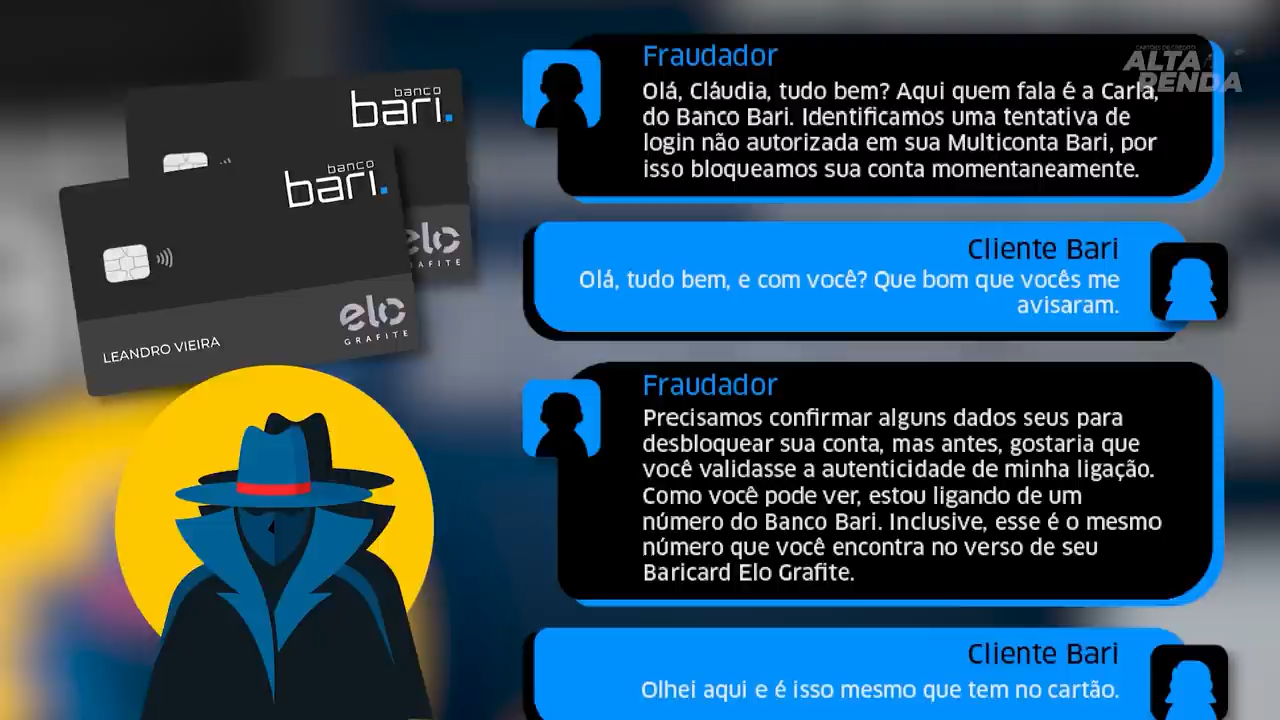 banco
bari.
banco
bari.
elo
GRAFITE
elo
GRAFITE
LEANDRO VIEIRA
CARTÕES DE CRÉDITO
ALTA
RENDA
Fraudador
Olá, Cláudia, tudo bem? Aqui quem fala é a Carla,
do Banco Bari. Identificamos uma tentativa de
login não autorizada em sua Multiconta Bari, por
isso bloqueamos sua conta momentaneamente.
Cliente Bari
Olá, tudo bem, e com você? Que bom que vocês me
avisaram.
Fraudador
Precisamos confirmar alguns dados seus para
desbloquear sua conta, mas antes, gostaria que
você validasse a autenticidade de minha ligação.
Como você pode ver, estou ligando de um
número do Banco Bari. Inclusive, esse é o mesmo
número que você encontra no verso de seu
Baricard Elo Grafite.
Cliente Bari
Olhei aqui e é isso mesmo que tem no cartão.